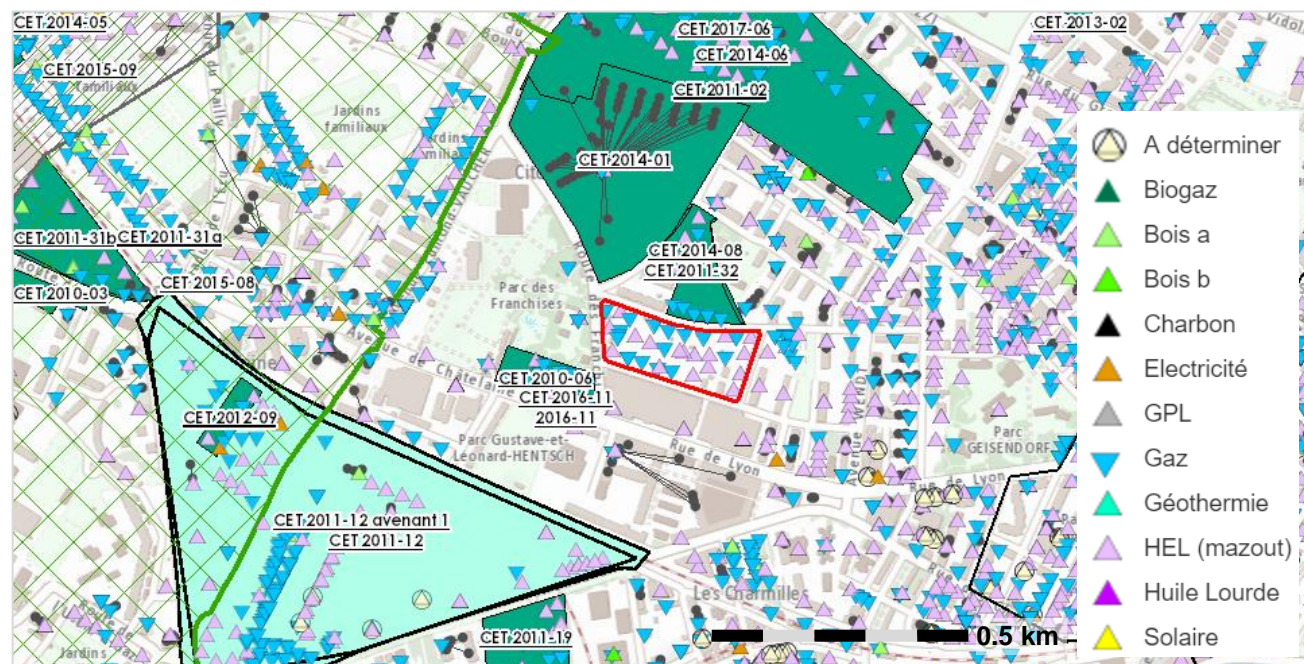 CET 2014-05
CET 2017-06
CET 2013-02
CET 2014-06
CET 2015-09
familiaux
CET 2011-02
Jardins
familiaux
A déterminer
CET 2014-01
Biogaz
CET 2011-31b
CET 2011-31a
Bois a
CET 2014-08
CET 2011-32
CET 2010-03
CET 2015-08
Bois b
Parc des
Franchises
Charbon
Avenue de Châtelaine
Electricité
CET 2010-06
CET 2016-11
2016-11
GPL
CET 2012-09
Parc Gustave-et-
Léonard-HENTSCH
Rue de Lyon
Avenue WENDT
Parc
GEISENDORF
Gaz
Rue de Lyon
Géothermie
CET 2011-12 avenant 1
CET 2011-12
HEL (mazout)
Les Charmilles
Huile Lourde
CET 2011-19
0.5 km
Solaire
Jardins